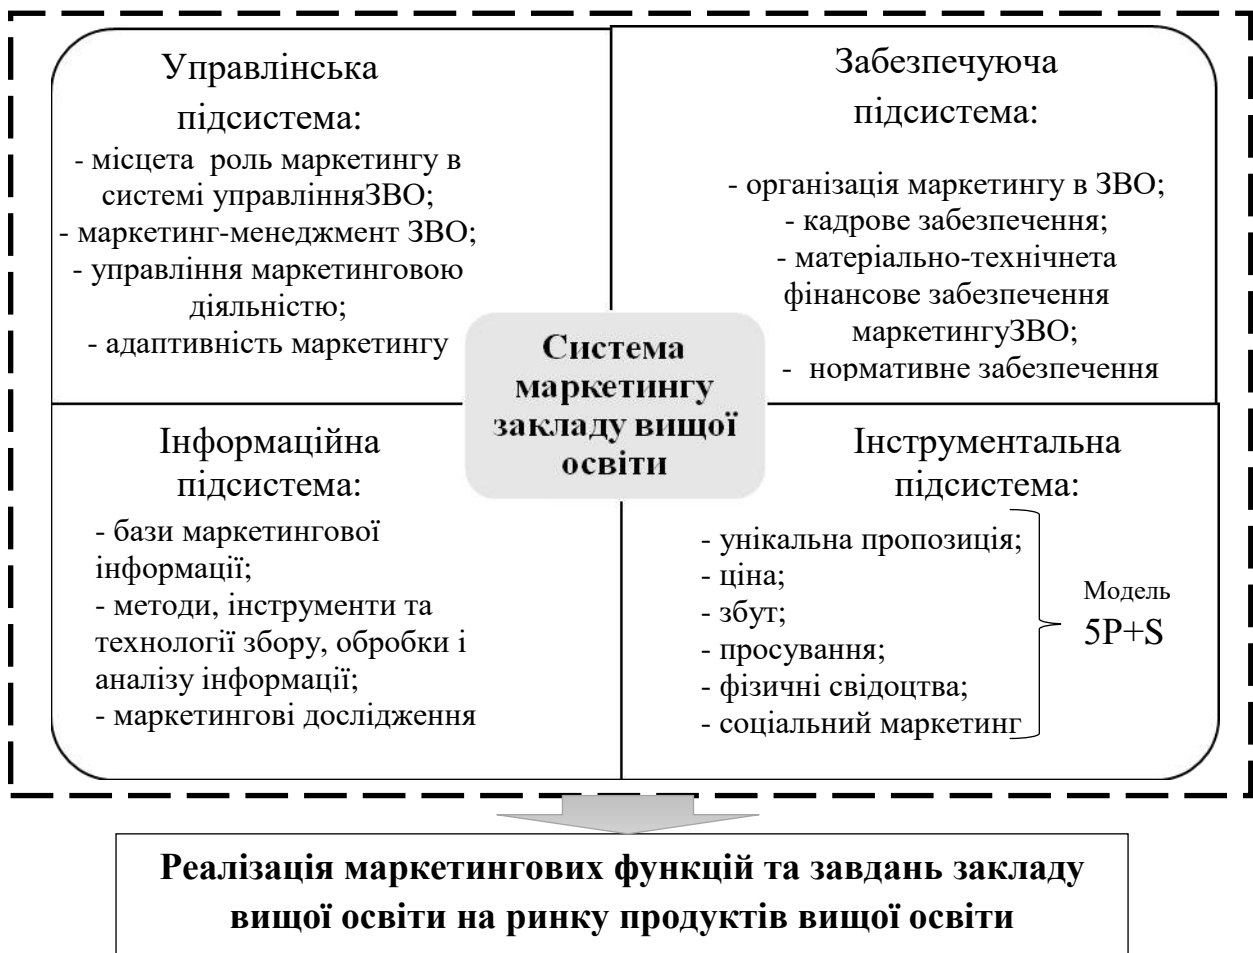 Управлінська
підсистема:
- місцета роль маркетингу в
системі управлінняЗВО;
- маркетинг-менеджмент ЗВО;
- управління маркетинговою
діяльністю;
- адаптивність маркетингу
Забезпечуюча
підсистема:
- організація маркетингу в ЗВО;
- кадрове забезпечення;
- матеріально-технічнета
фінансове забезпечення
маркетингуЗВО;
- нормативне забезпечення
Система
маркетингу
закладу вищої
освіти
Інформаційна
підсистема:
- бази маркетингової
інформації;
- методи, інструменти та
технології збору, обробки і
аналізу інформації;
- маркетингові дослідження
Інструментальна
підсистема:
- унікальна пропозиція;
- ціна;
- збут;
- просування;
- фізичні свідоцтва;
- соціальний маркетинг
Модель
5P+S
Реалізація маркетингових функцій та завдань закладу
вищої освіти на ринку продуктів вищої освіти